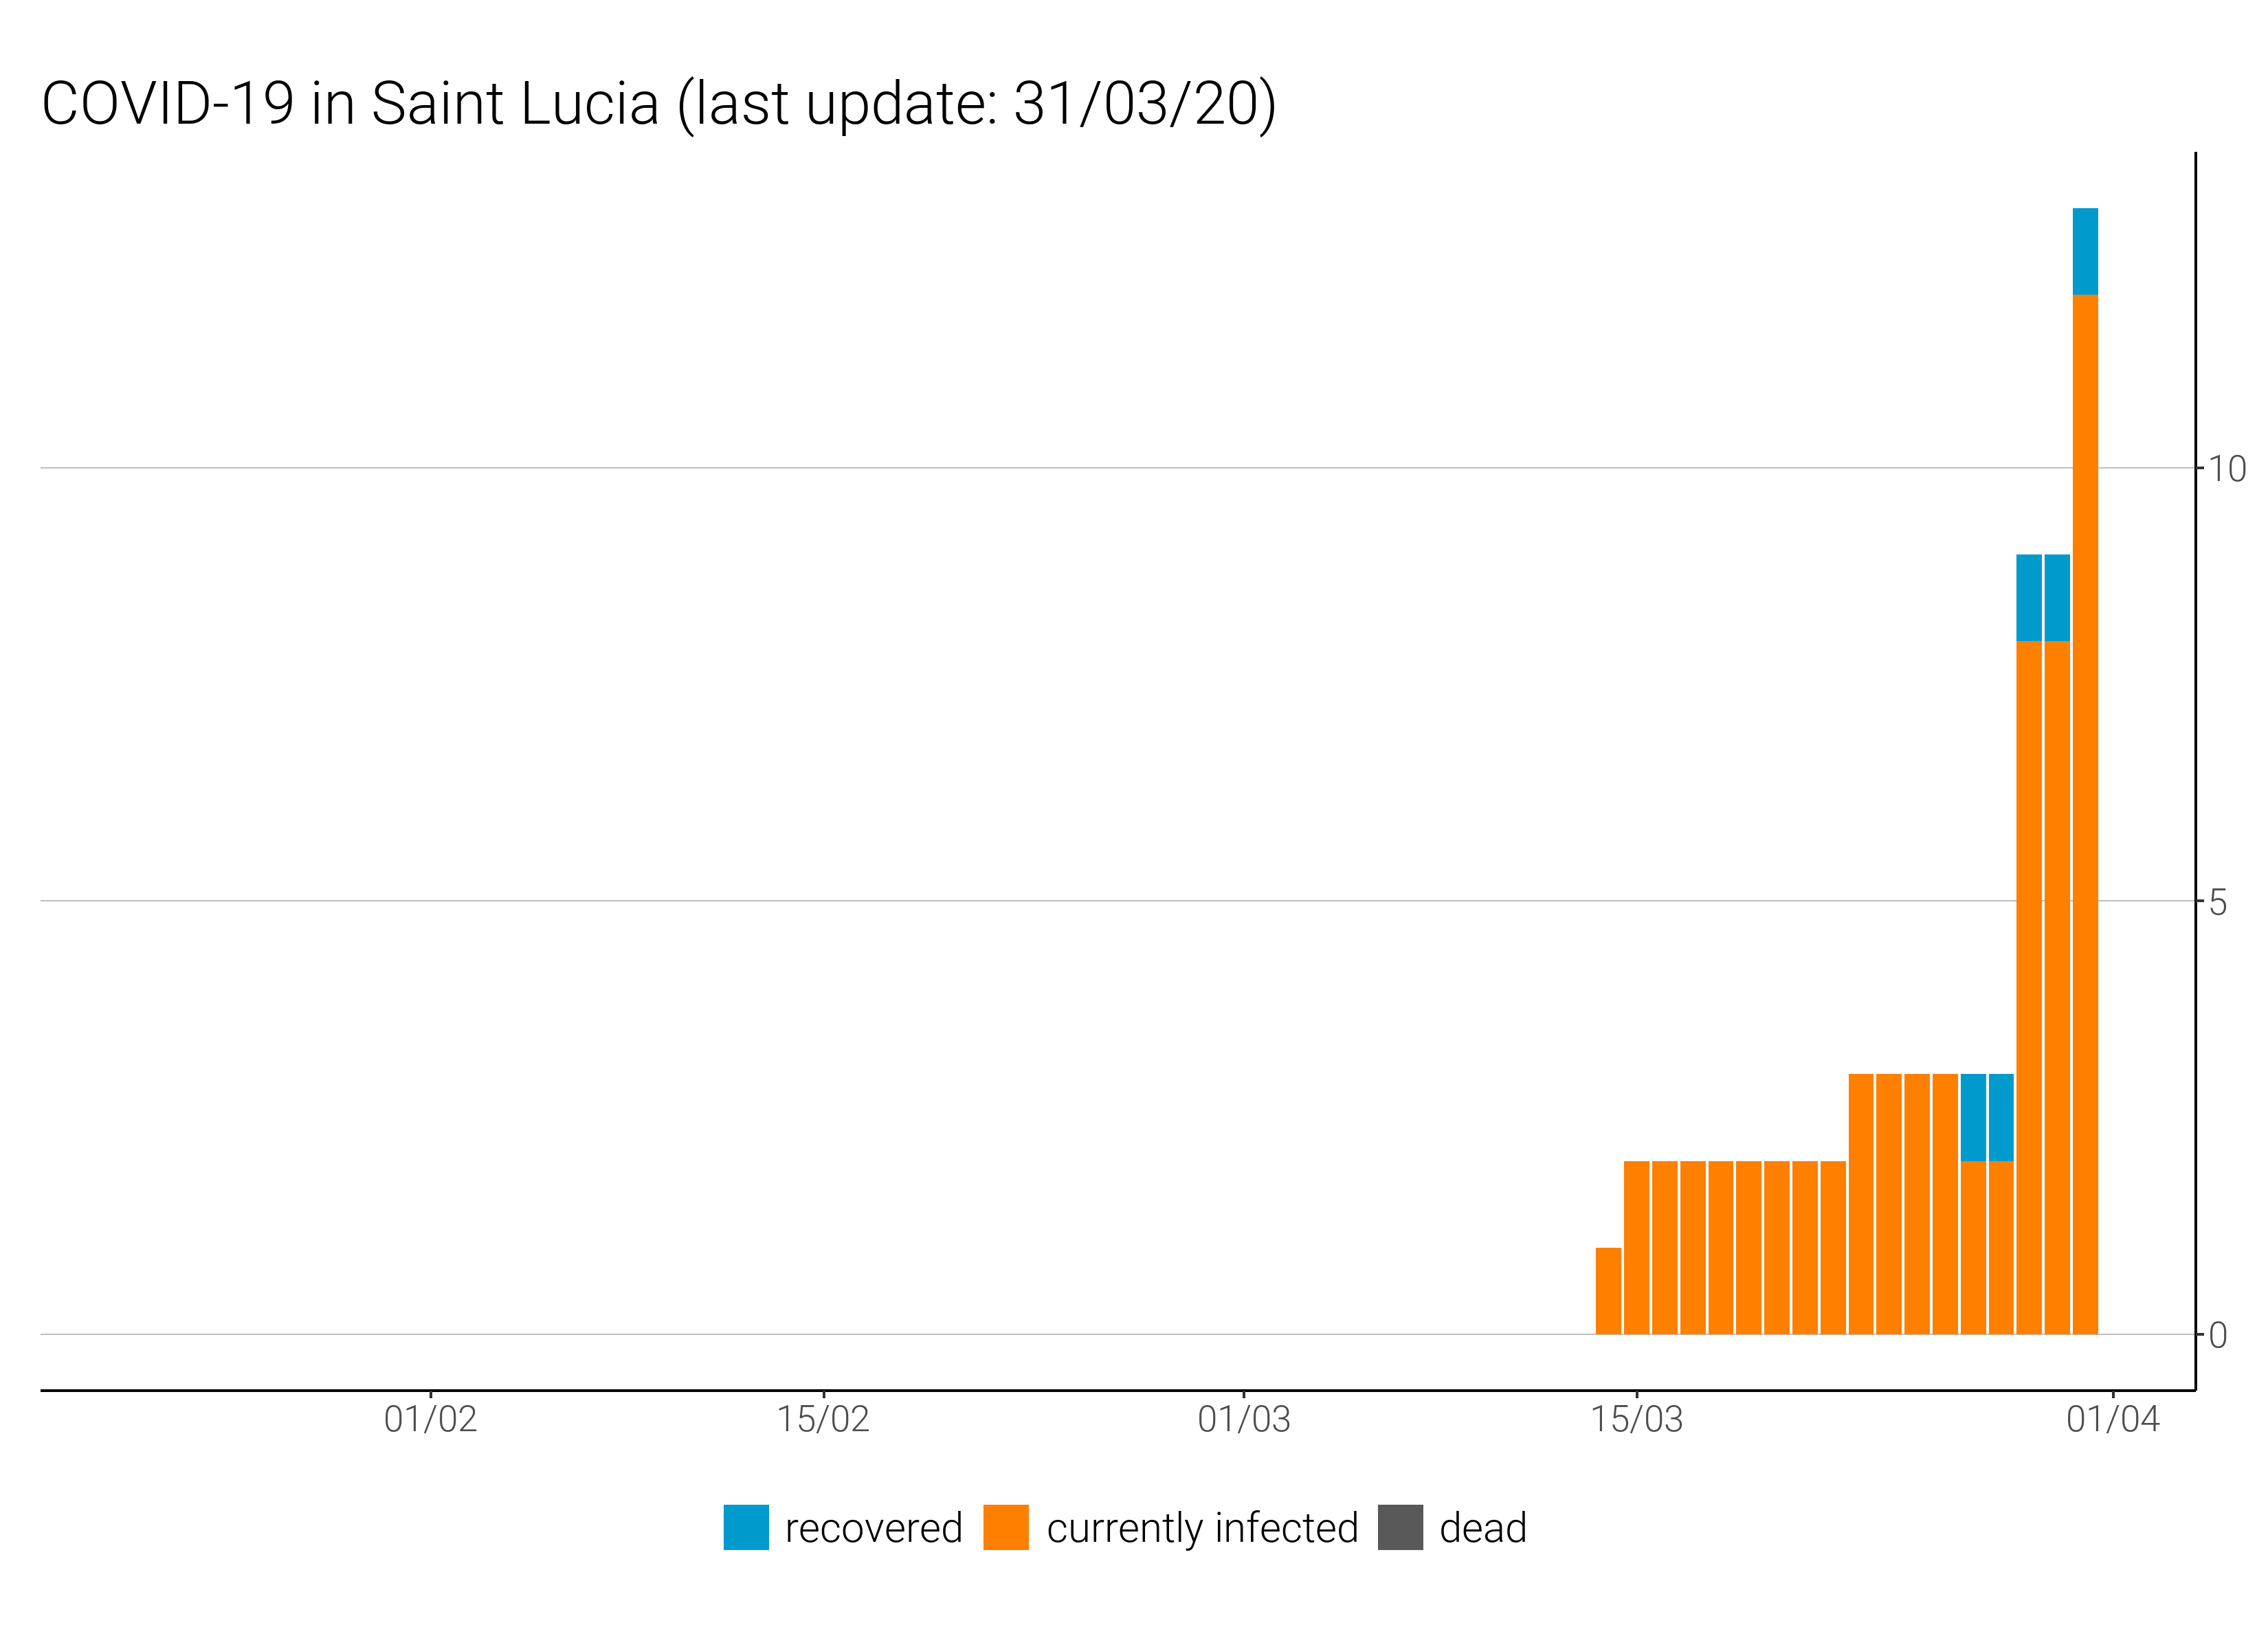 COVID-19 in Saint Lucia (last update: 31/03/20)
10
5
0
01/02 15/02 01/03 15/03 01/04
recovered currently infected dead